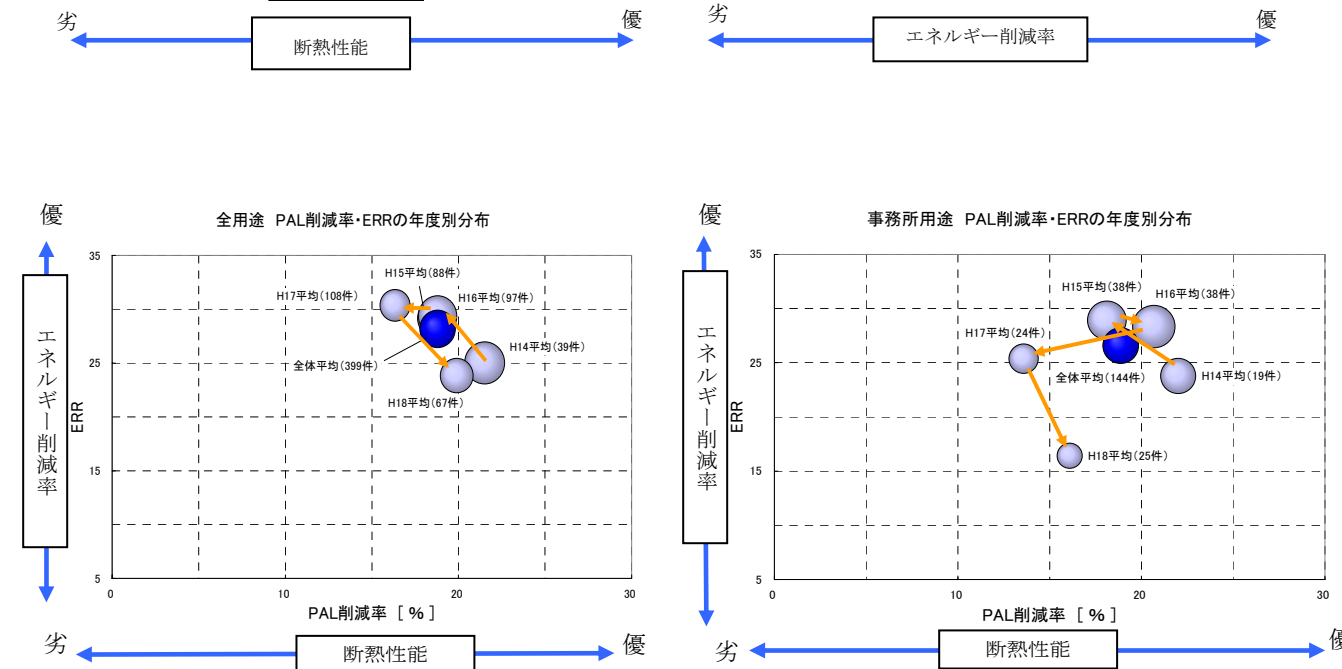 劣
断熱性能
優
劣
エネルギー削減率
優
優
全用途 PAL削減率・ERRの年度別分布
35
25
15
5
ERR
エネルギー削減率
H15平均(88件)
H17平均(108件)
H16平均(97件)
H14平均(39件)
全体平均(399件)
H18平均(67件)
0
10
20
30
PAL削減率 [ % ]
劣
断熱性能
優
優
事務所用途 PAL削減率・ERRの年度別分布
35
25
15
5
ERR
エネルギー削減率
H15平均(38件)
H16平均(38件)
H17平均(24件)
全体平均(144件)
H14平均(19件)
H18平均(25件)
0
10
20
30
PAL削減率 [ % ]
劣
断熱性能
優